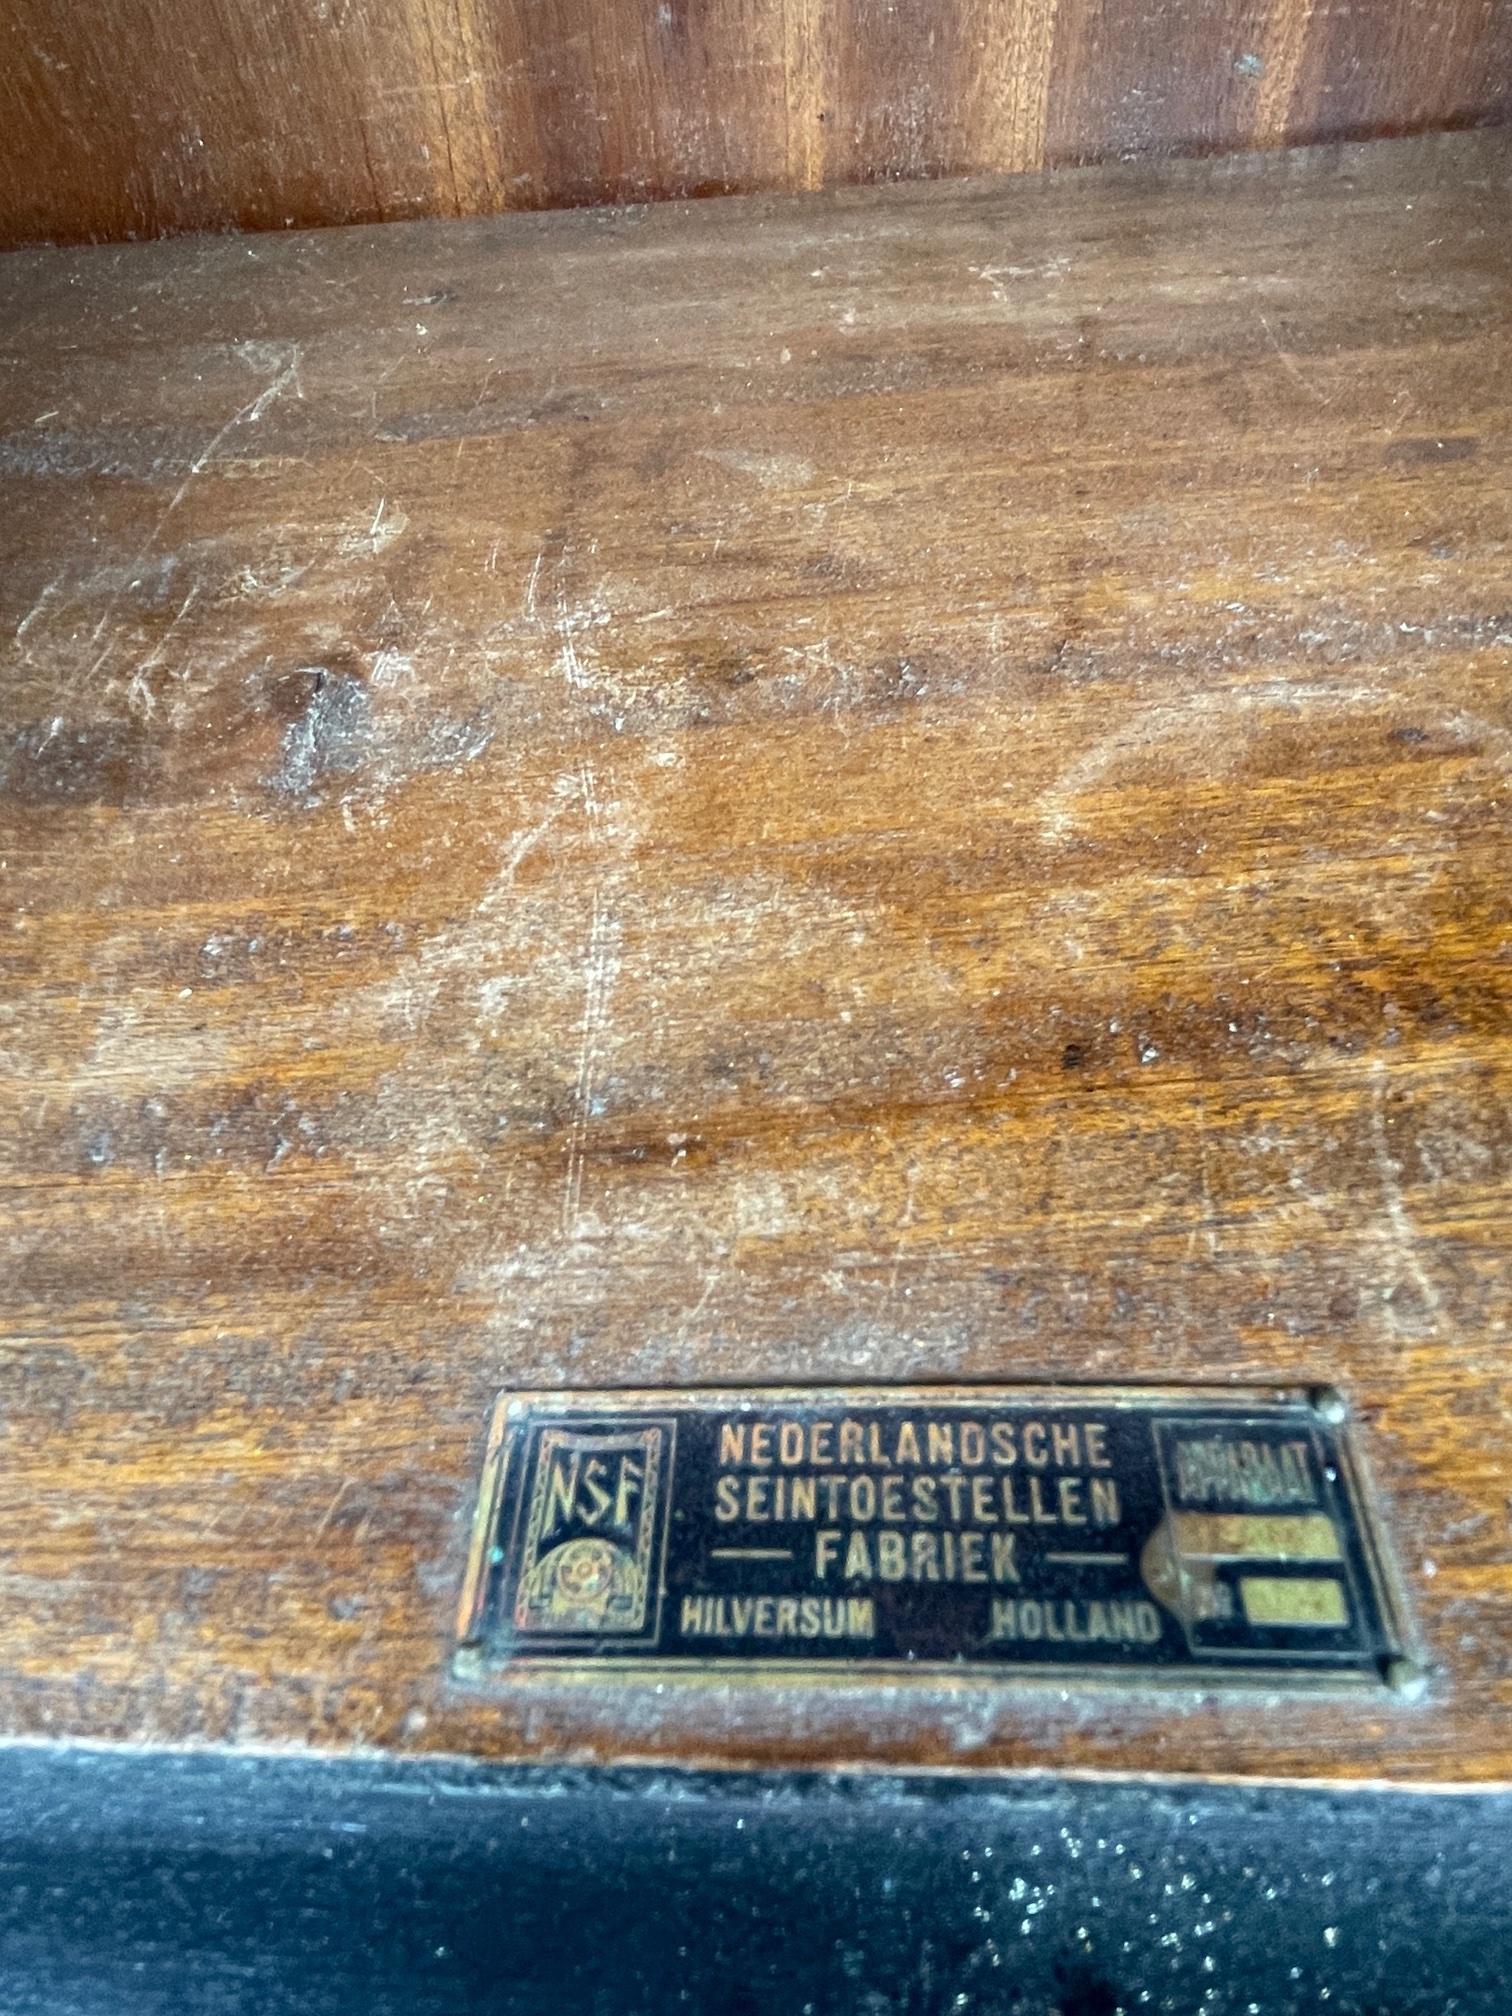 NSF
NEDERLANDSCHE
SEINTOESTELLEN
— FABRIEK —
HILVERSUM HOLLAND
APPARAAT